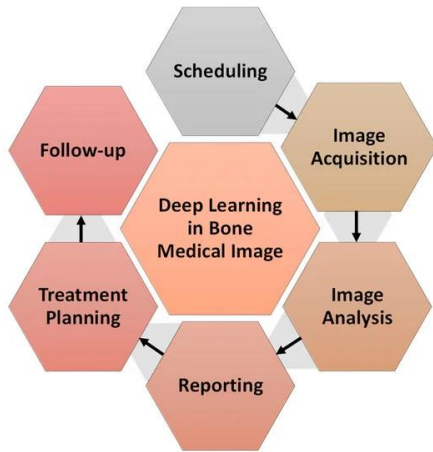 Scheduling
Image
Acquisition
Image
Analysis
Reporting
Treatment
Planning
Follow-up
Deep Learning
in Bone
Medical Image